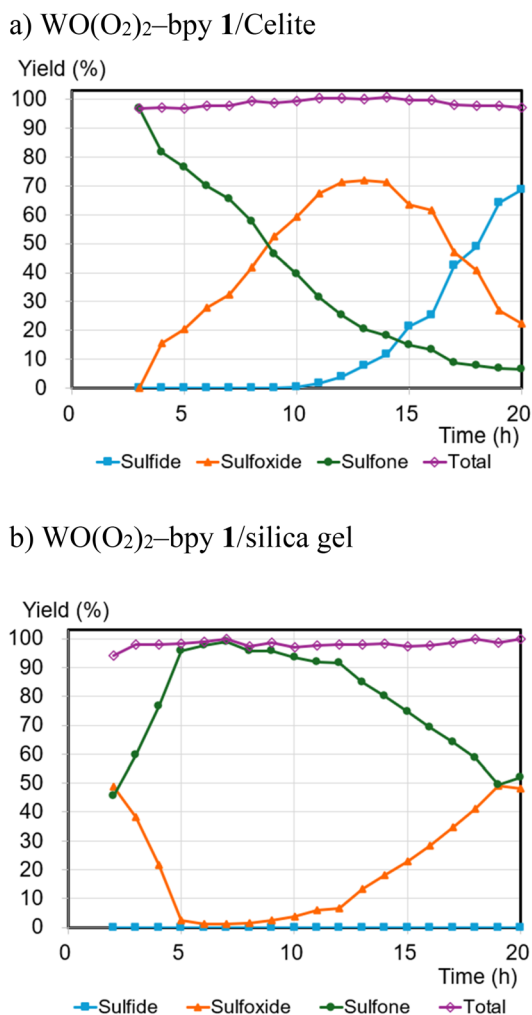 a) WO(O₂)₂–bpy 1/Celite
Yield (%)
100
90
80
70
60
50
40
30
20
10
0
0 5 10 15 20
Time (h)
Sulfide Sulfoxide Sulfone Total
b) WO(O₂)₂–bpy 1/silica gel
Yield (%)
100
90
80
70
60
50
40
30
20
10
0
0 5 10 15 20
Time (h)
Sulfide Sulfoxide Sulfone Total